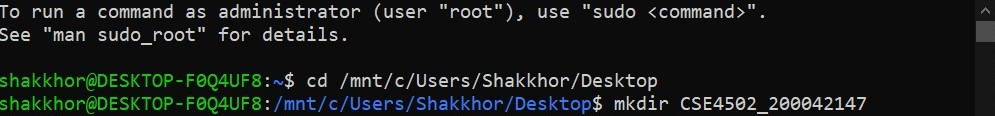 To run a command as administrator (user "root"), use "sudo <command>".
See "man sudo_root" for details.
shakkhor@DESKTOP-F0Q4UF8:~$ cd /mnt/c/Users/Shakkhor/Desktop
shakkhor@DESKTOP-F0Q4UF8:/mnt/c/Users/Shakkhor/Desktop$ mkdir CSE4502_200042147